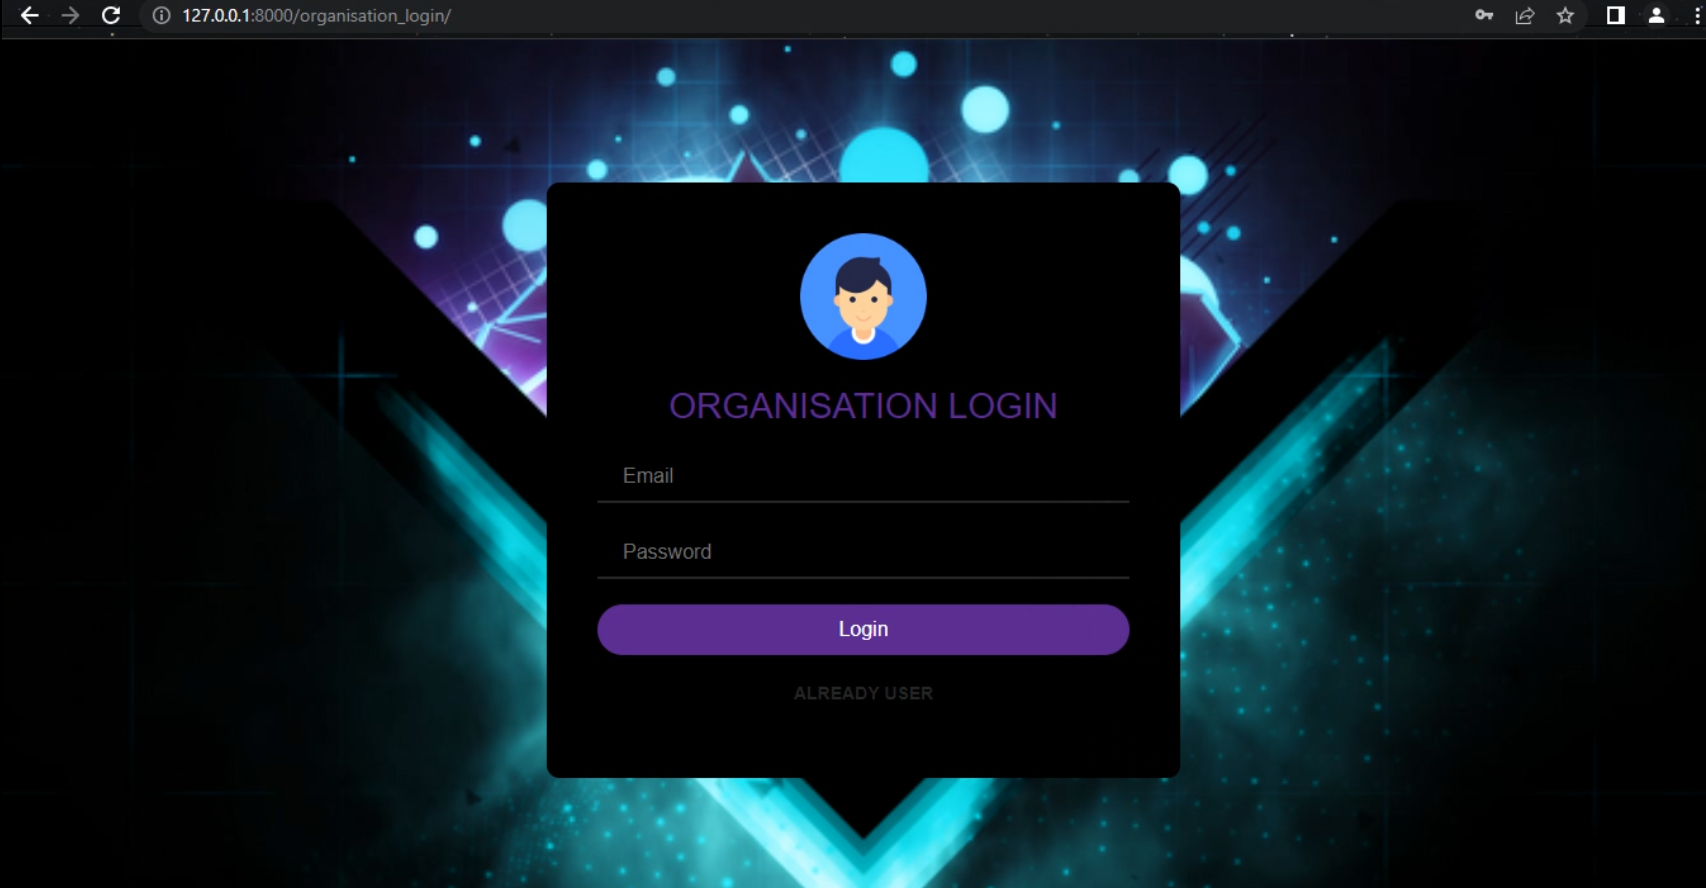 127.0.0.1:8000/organisation_login/
ORGANISATION LOGIN
Email
Password
Login
ALREADY USER